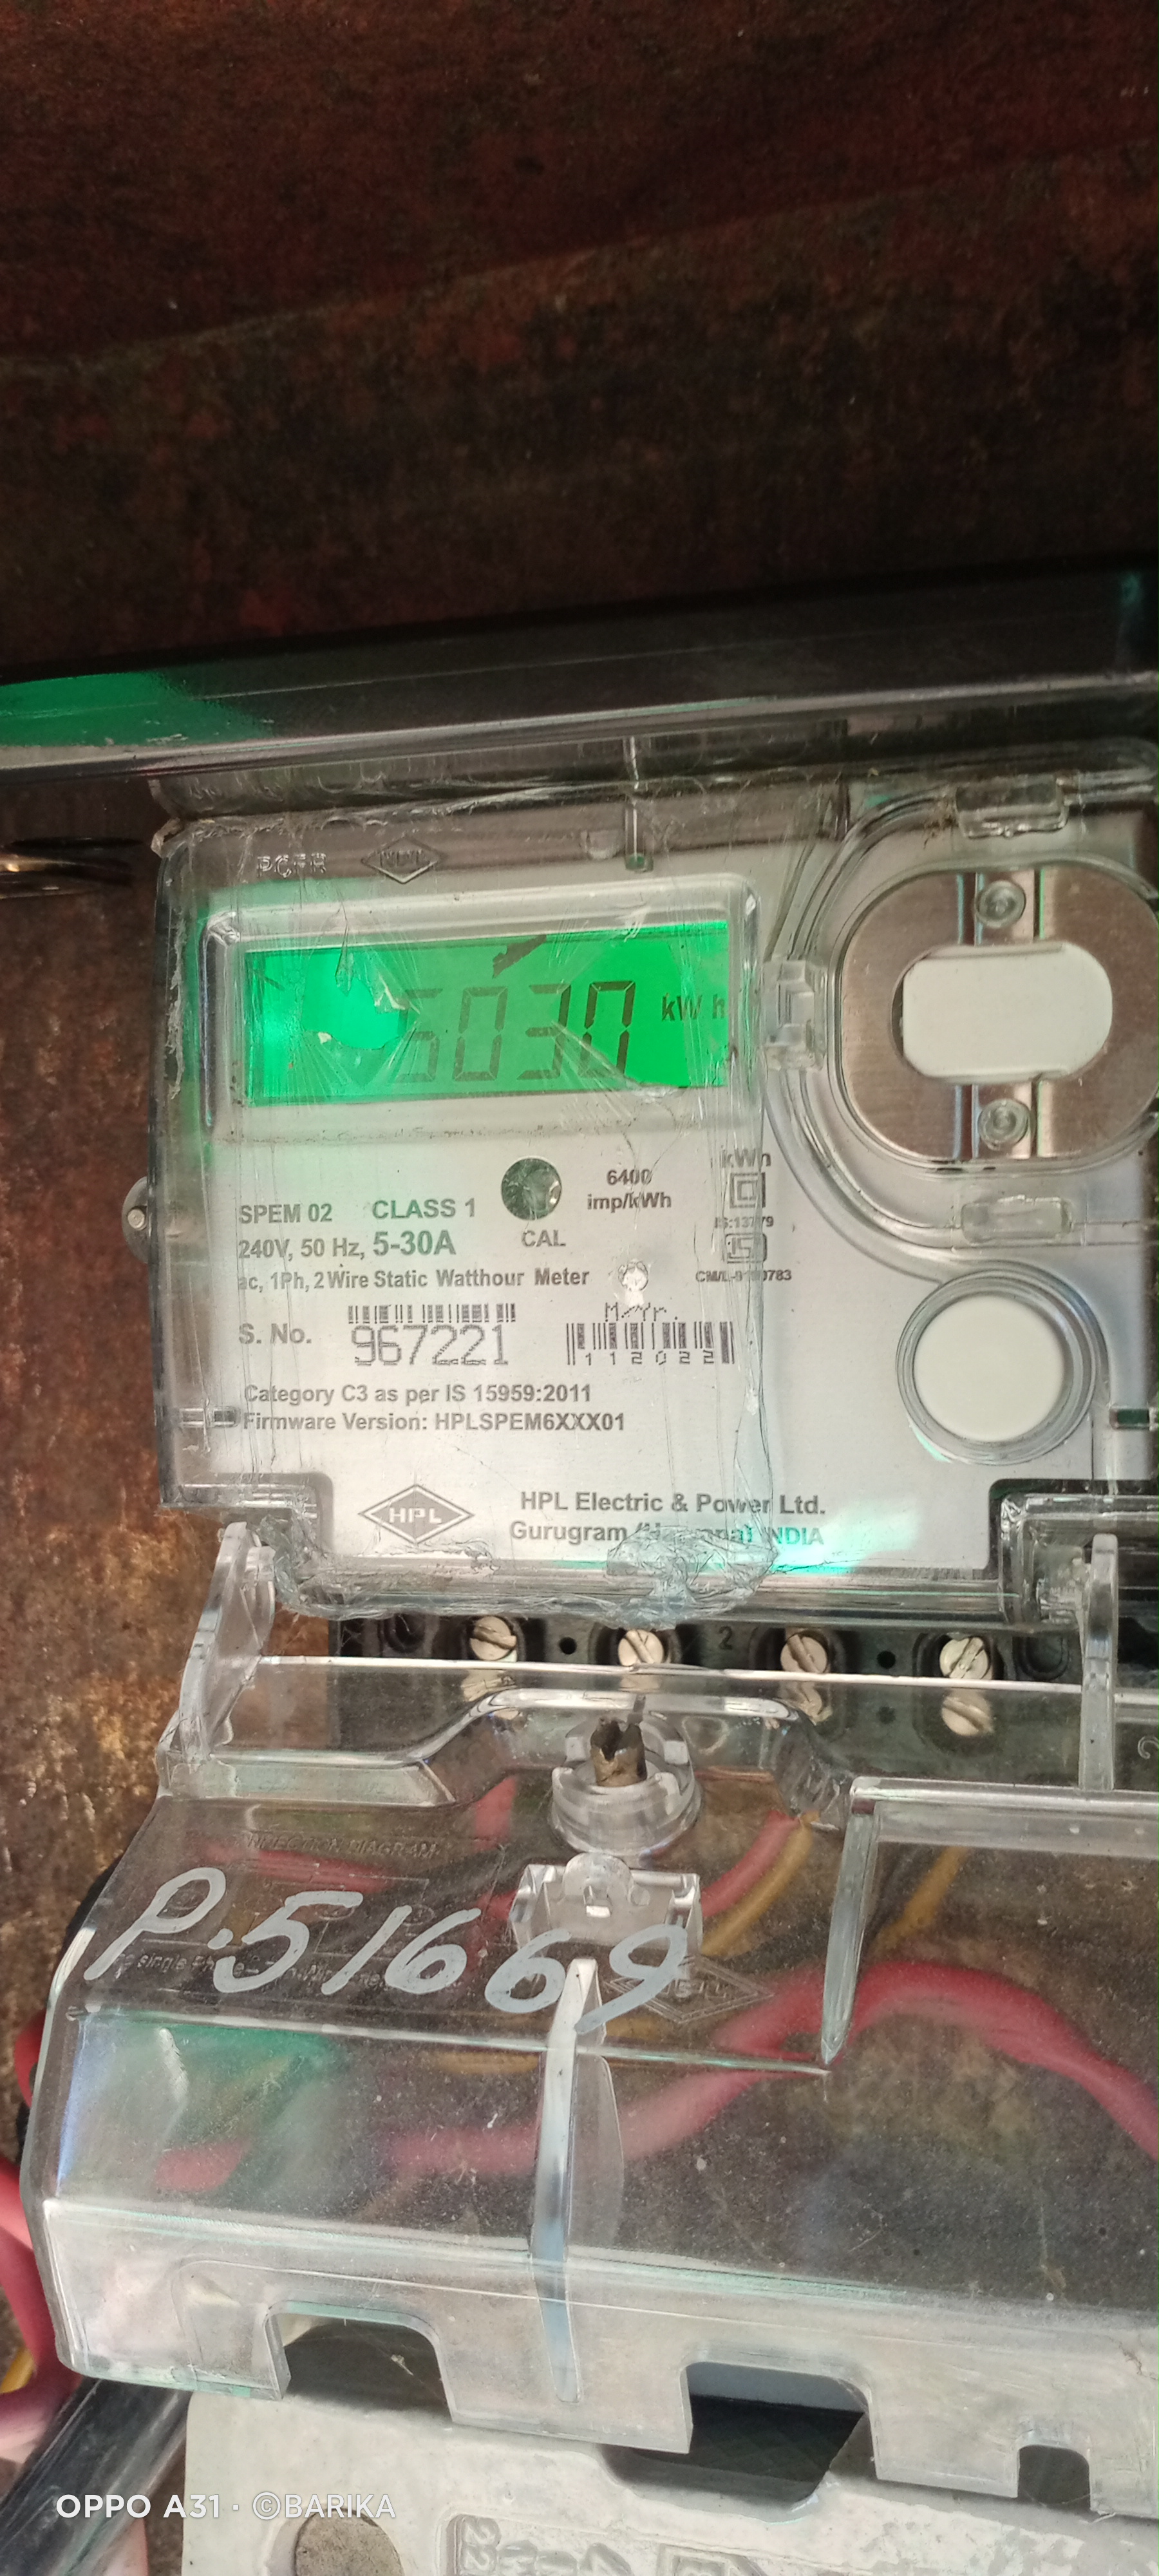 5030
kWh
6400
imp/kWh
kWh
SPEM 02 CLASS 1
CAL
240V, 50 Hz, 5-30A
ac, 1Ph, 2 Wire Static Watthour Meter
S. No. 967221
M/Yr.
112022
Category C3 as per IS 15959:2011
Firmware Version: HPLSPEM6XXX01
HPL
HPL Electric & Power Ltd.
Gurugram INDIA
2
P.51669
OPPO A31 · ©BARIKA